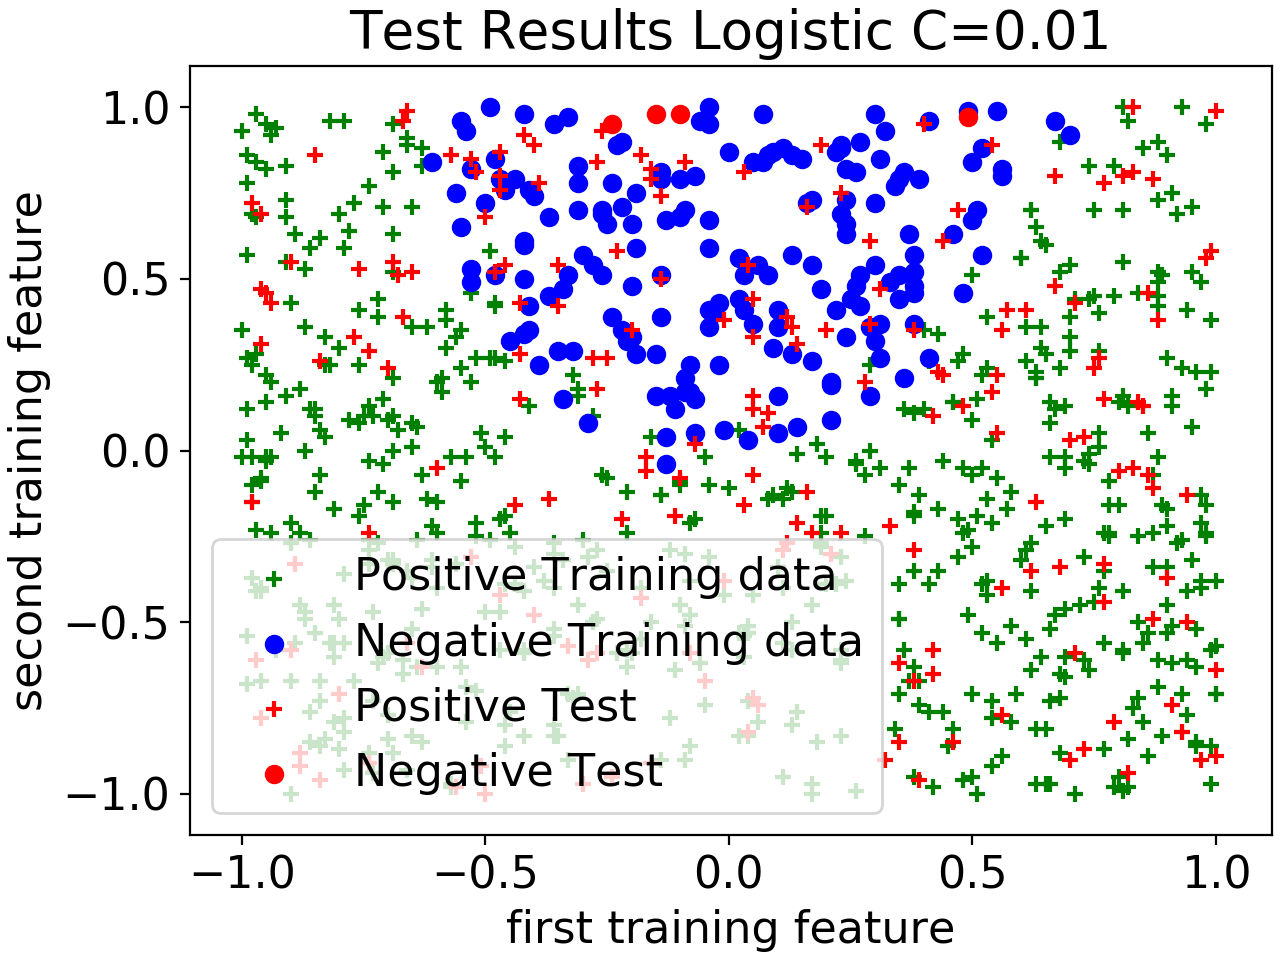 Test Results Logistic C=0.01
second training feature
1.0
0.5
0.0
−0.5
−1.0
Positive Training data
Negative Training data
Positive Test
Negative Test
−1.0 −0.5 0.0 0.5 1.0
first training feature